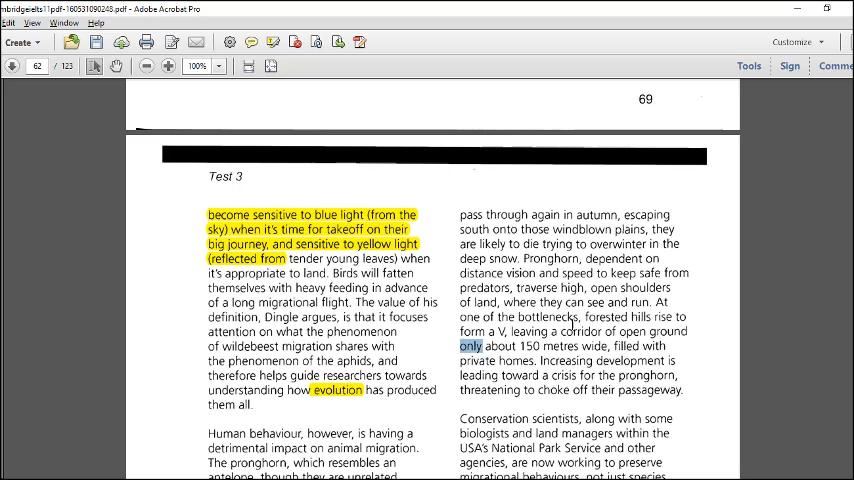 mbridgeielts11pdf-160531090248.pdf - Adobe Acrobat Pro
Edit View Window Help
Create Customize
62 / 123 100% Tools Sign Comme
69
Test 3
become sensitive to blue light (from the
sky) when it's time for takeoff on their
big journey, and sensitive to yellow light
(reflected from tender young leaves) when
it's appropriate to land. Birds will fatten
themselves with heavy feeding in advance
of a long migrational flight. The value of his
definition, Dingle argues, is that it focuses
attention on what the phenomenon
of wildebeest migration shares with
the phenomenon of the aphids, and
therefore helps guide researchers towards
understanding how evolution has produced
them all.
Human behaviour, however, is having a
detrimental impact on animal migration.
The pronghorn, which resembles an
antelope, though they are unrelated
pass through again in autumn, escaping
south onto those windblown plains, they
are likely to die trying to overwinter in the
deep snow. Pronghorn, dependent on
distance vision and speed to keep safe from
predators, traverse high, open shoulders
of land, where they can see and run. At
one of the bottlenecks, forested hills rise to
form a V, leaving a corridor of open ground
only about 150 metres wide, filled with
private homes. Increasing development is
leading toward a crisis for the pronghorn,
threatening to choke off their passageway.
Conservation scientists, along with some
biologists and land managers within the
USA's National Park Service and other
agencies, are now working to preserve
migrational behaviours, not just species